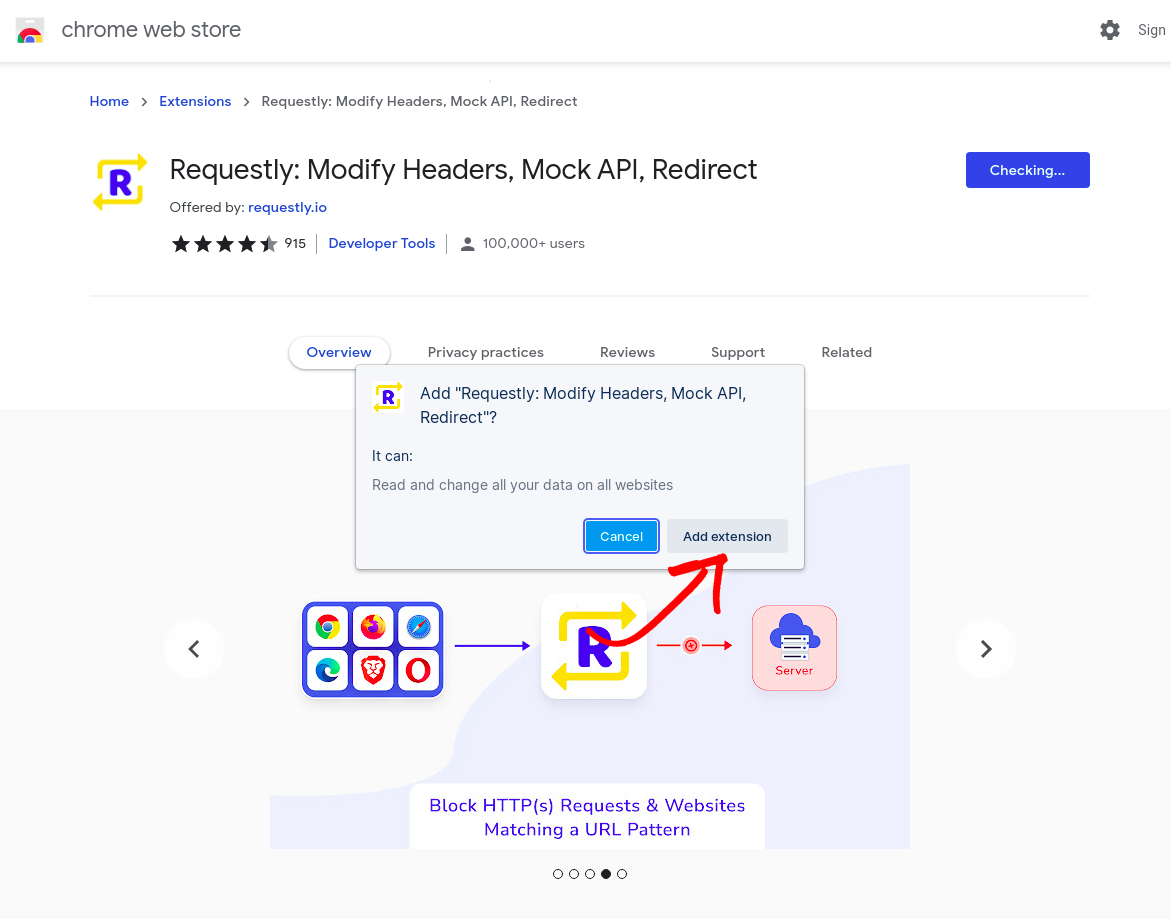 chrome web store
Sign
Home > Extensions > Requestly: Modify Headers, Mock API, Redirect
R
Requestly: Modify Headers, Mock API, Redirect
Checking...
Offered by: requestly.io
915 Developer Tools 100,000+ users
Overview
Privacy practices
Reviews
Support
Related
R
Add "Requestly: Modify Headers, Mock API,
Redirect"?
It can:
Read and change all your data on all websites
Cancel
Add extension
R
Server
Block HTTP(s) Requests & Websites
Matching a URL Pattern